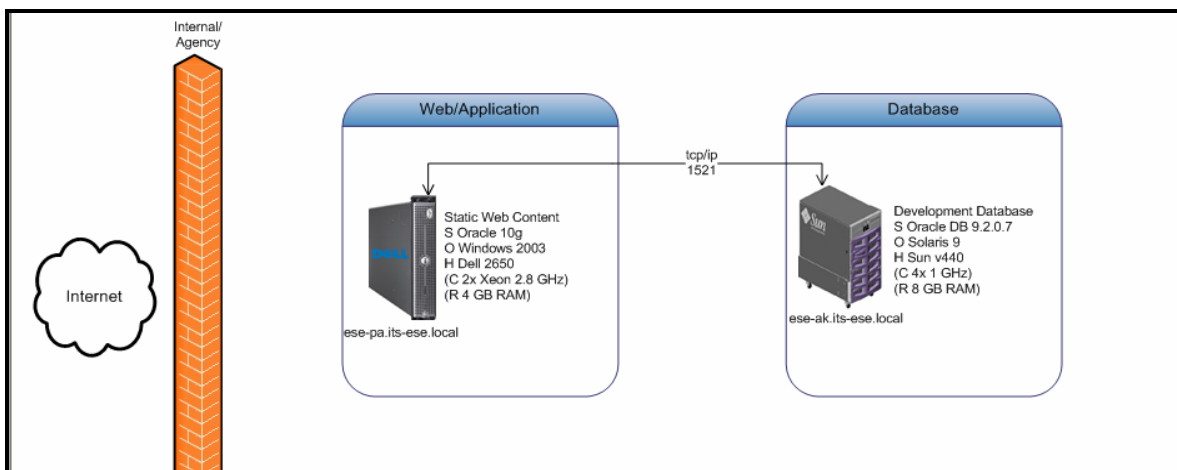 Internal/
Agency
Internet
Web/Application
Static Web Content
S Oracle 10g
O Windows 2003
H Dell 2650
(C 2x Xeon 2.8 GHz)
(R 4 GB RAM)
DELL
ese-pa.its-ese.local
tcp/ip
1521
Database
Sun
Development Database
S Oracle DB 9.2.0.7
O Solaris 9
H Sun v440
(C 4x 1 GHz)
(R 8 GB RAM)
ese-ak.its-ese.local